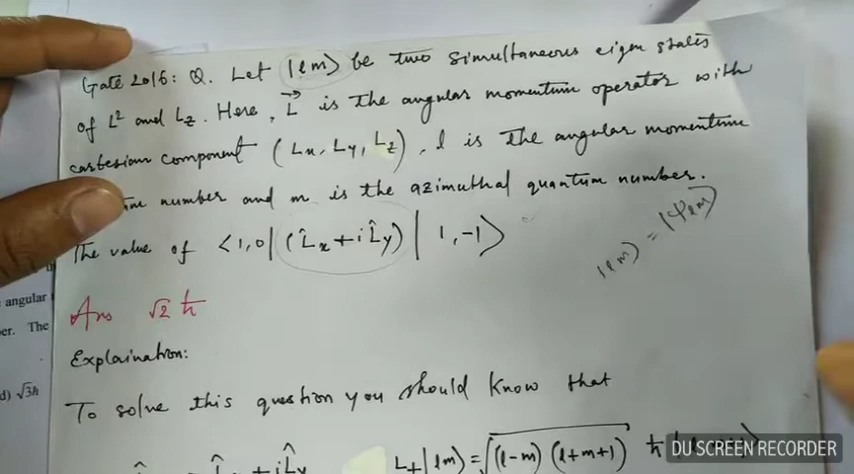 Gate 2016: Q. Let |lm> be two simultaneous eigen states
of L² and Lz. Here, L⃗ is the angular momentum operator with
cartesian component (Lx, Ly, Lz), l is the angular momentum
number and m is the azimuthal quantum number.
The value of <1,0|(L̂x+iL̂y)|1,-1>
|lm> = |Ψlm>
Ans √2 ħ
Explaination:
To solve this question you should know that
+ iL̂y L+|lm> = √(l-m)(l+m+1) ħ
angular
er. The
d) √3ħ
DU SCREEN RECORDER